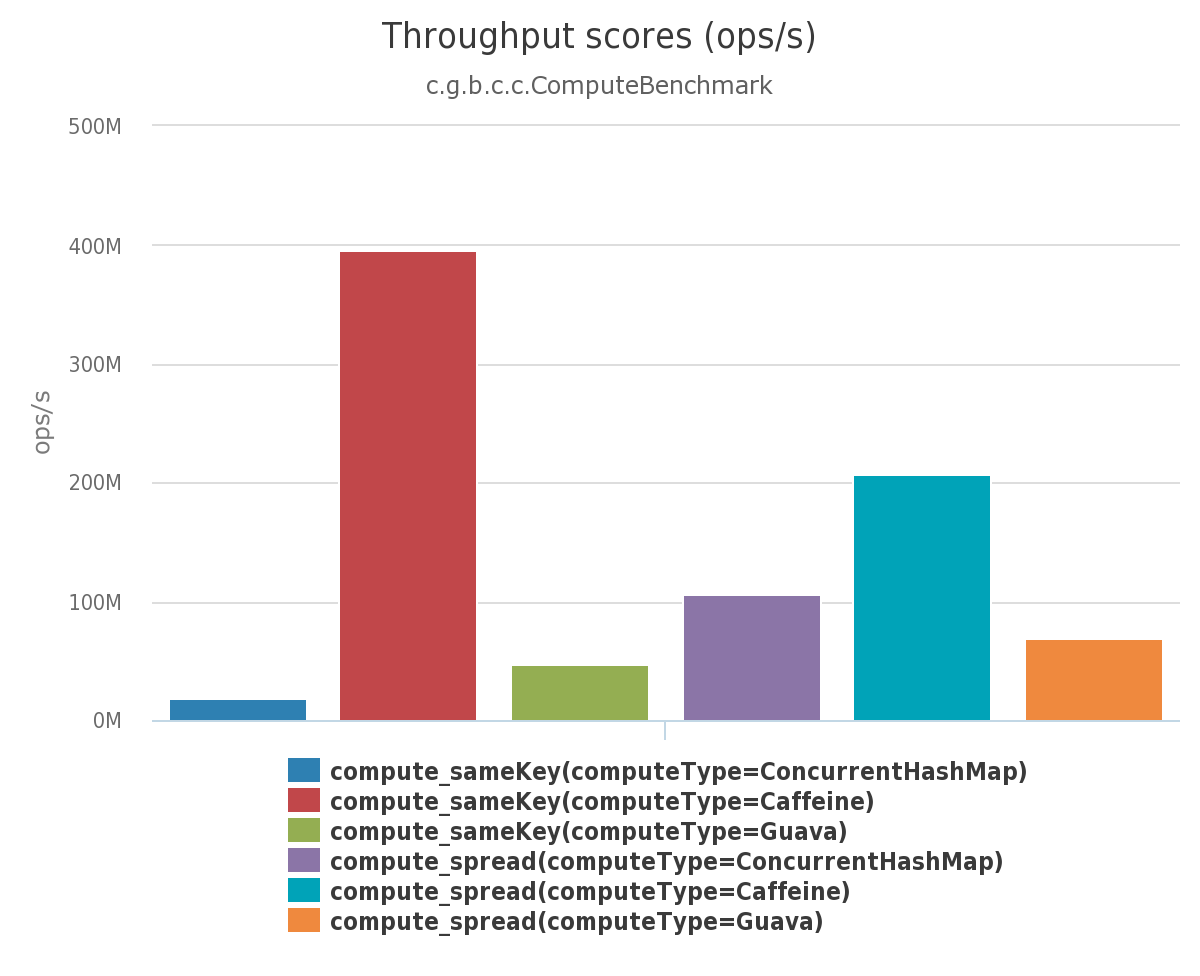 Throughput scores (ops/s)
c.g.b.c.c.ComputeBenchmark
500M
400M
300M
200M
100M
0M
ops/s
compute_sameKey(computeType=ConcurrentHashMap)
compute_sameKey(computeType=Caffeine)
compute_sameKey(computeType=Guava)
compute_spread(computeType=ConcurrentHashMap)
compute_spread(computeType=Caffeine)
compute_spread(computeType=Guava)